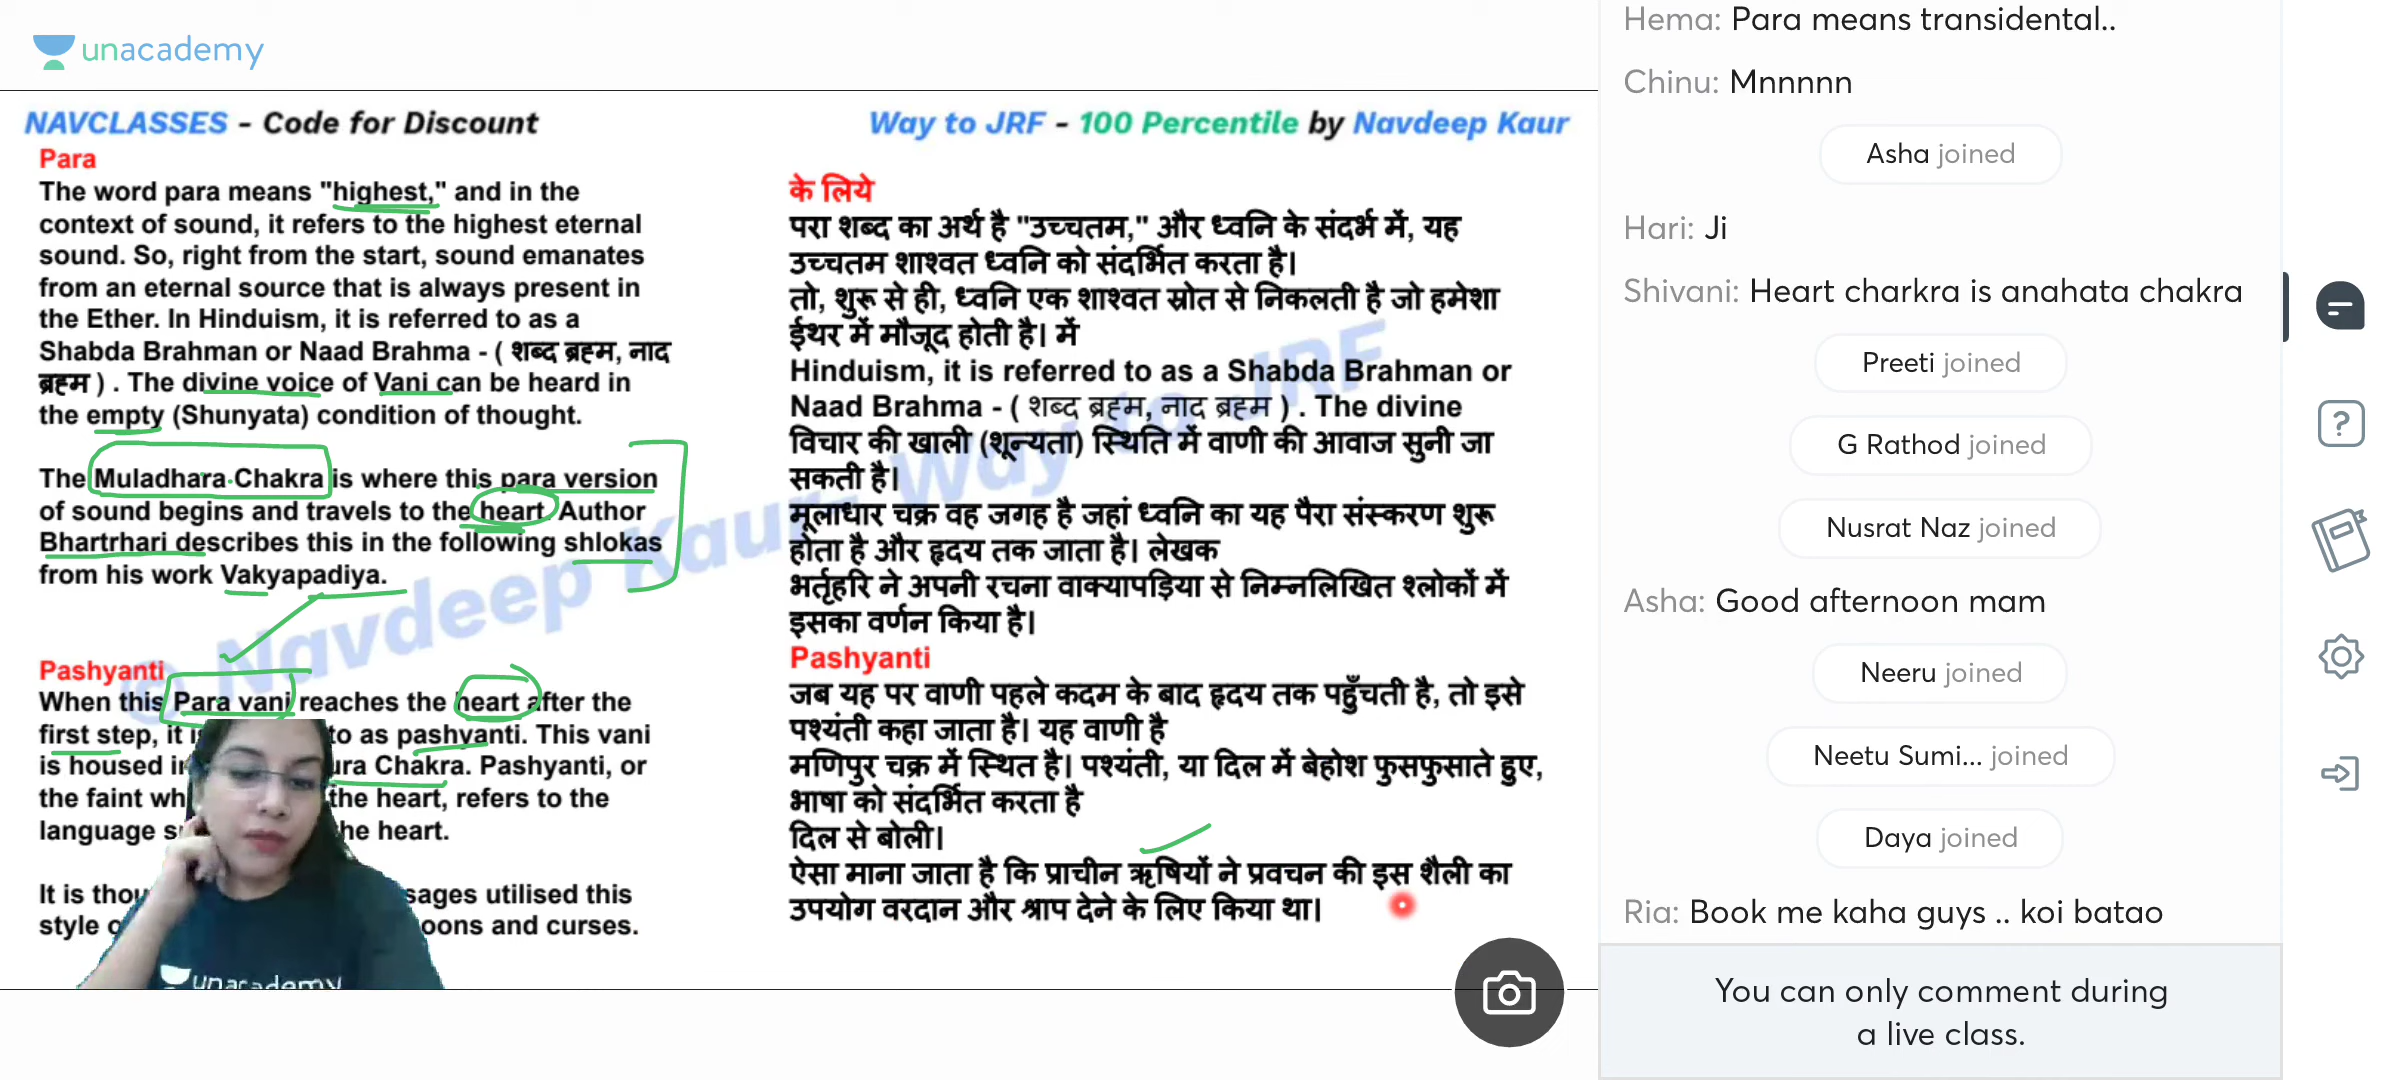 unacademy
NAVCLASSES - Code for Discount
Way to JRF - 100 Percentile by Navdeep Kaur
Para
The word para means "highest," and in the
context of sound, it refers to the highest eternal
sound. So, right from the start, sound emanates
from an eternal source that is always present in
the Ether. In Hinduism, it is referred to as a
Shabda Brahman or Naad Brahma - ( शब्द ब्रह्म, नाद
ब्रह्म ) . The divine voice of Vani can be heard in
the empty (Shunyata) condition of thought.
The Muladhara Chakra is where this para version
of sound begins and travels to the heart. Author
Bhartrhari describes this in the following shlokas
from his work Vakyapadiya.
Pashyanti
When this Para vani reaches the heart after the
first step, it to as pashyanti. This vani
is housed Chakra. Pashyanti, or
the faint the heart, refers to the
language the heart.
It is sages utilised this
style and curses.
के लिये
परा शब्द का अर्थ है "उच्चतम," और ध्वनि के संदर्भ में, यह
उच्चतम शाश्वत ध्वनि को संदर्भित करता है।
तो, शुरू से ही, ध्वनि एक शाश्वत स्रोत से निकलती है जो हमेशा
ईथर में मौजूद होती है। में
Hinduism, it is referred to as a Shabda Brahman or
Naad Brahma - ( शब्द ब्रह्म, नाद ब्रह्म ) . The divine
विचार की खाली (शून्यता) स्थिति में वाणी की आवाज सुनी जा
सकती है।
मूलाधार चक्र वह जगह है जहां ध्वनि का यह पैरा संस्करण शुरू
होता है और हृदय तक जाता है। लेखक
भर्तृहरि ने अपनी रचना वाक्यापड़िया से निम्नलिखित श्लोकों में
इसका वर्णन किया है।
Pashyanti
जब यह पर वाणी पहले कदम के बाद हृदय तक पहुँचती है, तो इसे
पश्यंती कहा जाता है। यह वाणी है
मणिपुर चक्र में स्थित है। पश्यंती, या दिल में बेहोश फुसफुसाते हुए,
भाषा को संदर्भित करता है
दिल से बोली।
ऐसा माना जाता है कि प्राचीन ऋषियों ने प्रवचन की इस शैली का
उपयोग वरदान और श्राप देने के लिए किया था।
© Navdeep Kaur- Way to JRF
unacademy
Hema: Para means transidental..
Chinu: Mnnnnn
Asha joined
Hari: Ji
Shivani: Heart charkra is anahata chakra
Preeti joined
G Rathod joined
Nusrat Naz joined
Asha: Good afternoon mam
Neeru joined
Neetu Sumi... joined
Daya joined
Ria: Book me kaha guys .. koi batao
You can only comment during
a live class.